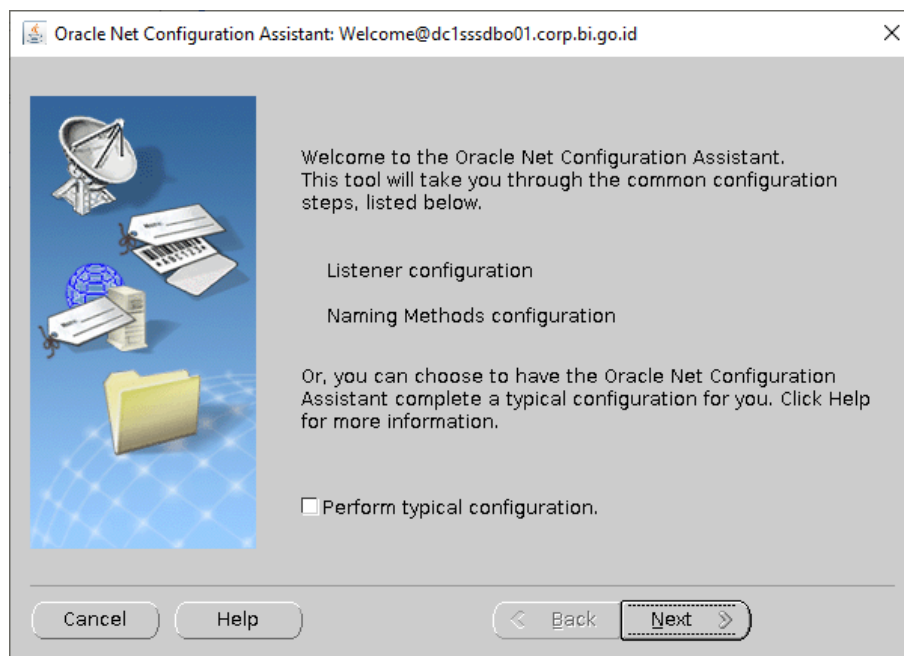 Oracle Net Configuration Assistant: Welcome@dc1sssdbo01.corp.bi.go.id
Welcome to the Oracle Net Configuration Assistant.
This tool will take you through the common configuration
steps, listed below.
Listener configuration
Naming Methods configuration
Or, you can choose to have the Oracle Net Configuration
Assistant complete a typical configuration for you. Click Help
for more information.
Perform typical configuration.
Cancel
Help
Back
Next